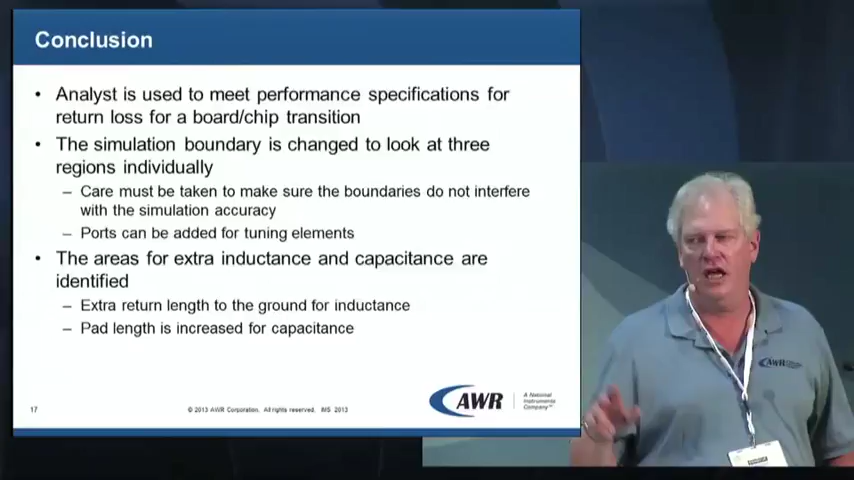 Conclusion
• Analyst is used to meet performance specifications for
return loss for a board/chip transition
• The simulation boundary is changed to look at three
regions individually
– Care must be taken to make sure the boundaries do not interfere
with the simulation accuracy
– Ports can be added for tuning elements
• The areas for extra inductance and capacitance are
identified
– Extra return length to the ground for inductance
– Pad length is increased for capacitance
17
© 2013 AWR Corporation. All rights reserved. IMS 2013
AWR
A National
Instruments
Company™
AWR